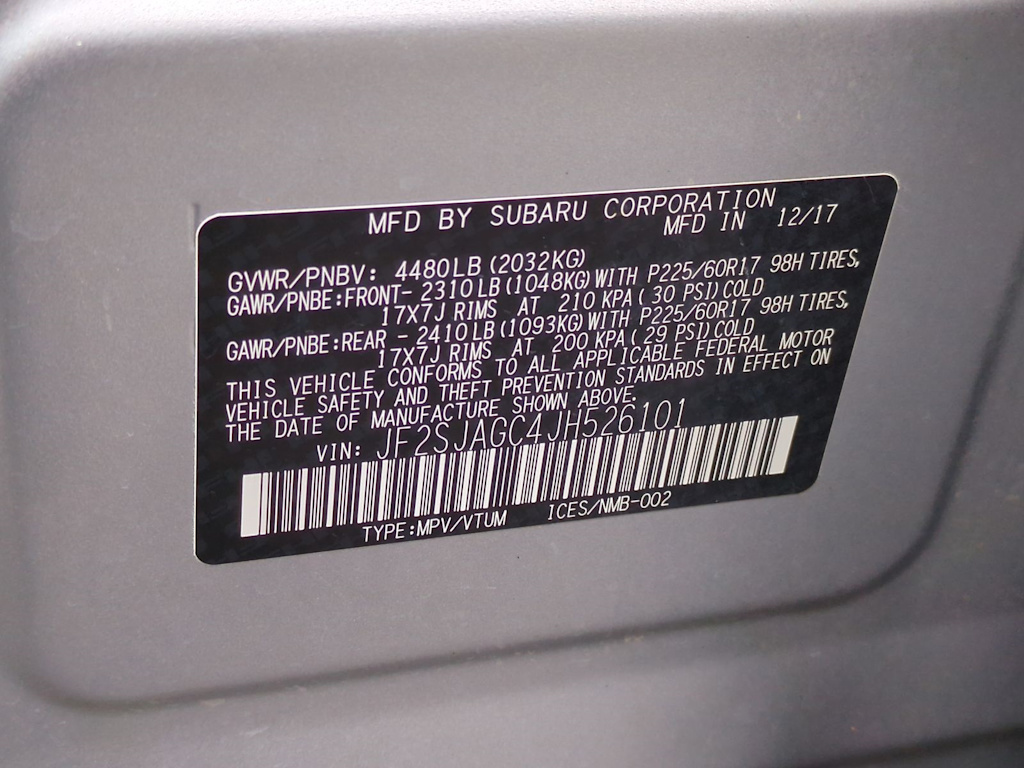 MFD BY SUBARU CORPORATION
MFD IN 12/17
GVWR/PNBV: 4480LB (2032KG)
GAWR/PNBE:FRONT- 2310LB (1048KG) WITH P225/60R17 98H TIRES,
17X7J RIMS AT 210 KPA ( 30 PSI) COLD
GAWR/PNBE:REAR - 2410LB (1093KG) WITH P225/60R17 98H TIRES,
17X7J RIMS AT 200 KPA ( 29 PSI) COLD
THIS VEHICLE CONFORMS TO ALL APPLICABLE FEDERAL MOTOR
VEHICLE SAFETY AND THEFT PREVENTION STANDARDS IN EFFECT ON
THE DATE OF MANUFACTURE SHOWN ABOVE.
VIN: JF2SJAGC4JH526101
TYPE:MPV/VTUM ICES/NMB-002